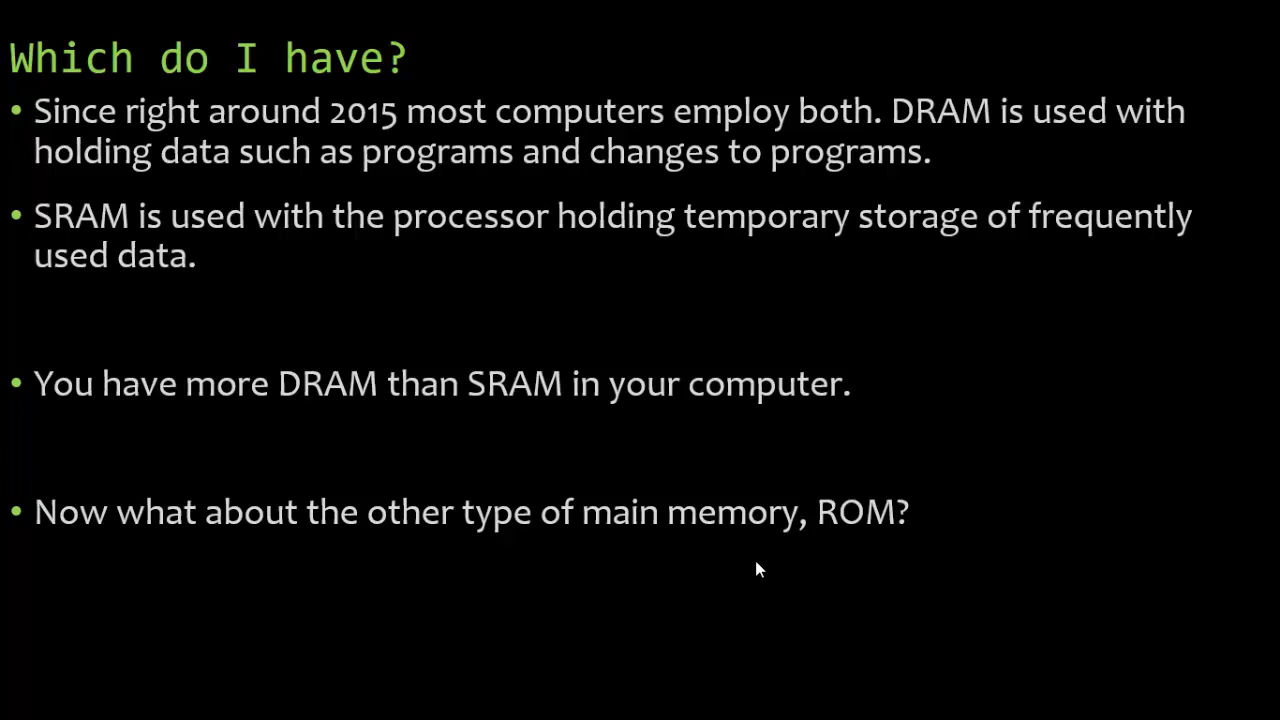 Which do I have?
• Since right around 2015 most computers employ both. DRAM is used with
holding data such as programs and changes to programs.
• SRAM is used with the processor holding temporary storage of frequently
used data.
• You have more DRAM than SRAM in your computer.
• Now what about the other type of main memory, ROM?